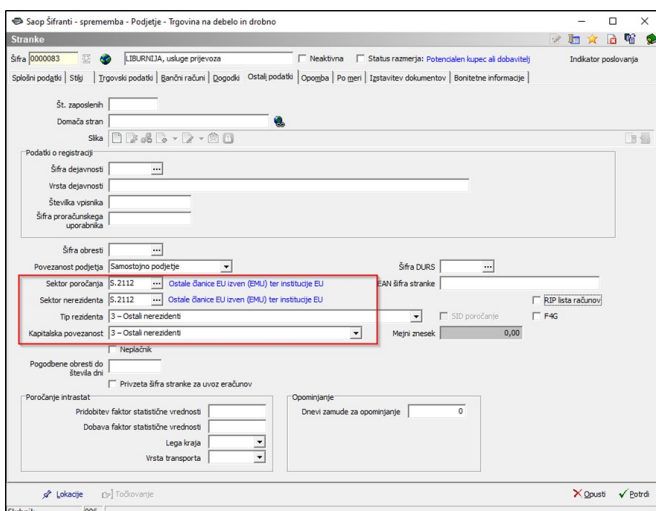 Saop Šifranti - sprememba - Podjetje - Trgovina na debelo in drobno
Stranke
Šifra 0000083 LIBURNIJA, usluge prijevoza Neaktivna Status razmerja: Potencialen kupec ali dobavitelj Indikator poslovanja
Splošni podatki Stiki Trgovski podatki Bančni računi Dogodki Ostali podatki Opomba Po meri Izstavitev dokumentov Bonitetne informacije
Št. zaposlenih
Domača stran
Slika
Podatki o registraciji
Šifra dejavnosti ...
Vrsta dejavnosti
Številka vpisnika
Šifra proračunskega
uporabnika
Šifra obresti ...
Povezanost podjetja Samostojno podjetje Šifra DURS ...
Sektor poročanja S.2112 ... Ostale članice EU izven (EMU) ter institucije EU EAN šifra stranke
Sektor nerezidenta S.2112 ... Ostale članice EU izven (EMU) ter institucije EU RIP lista računov
Tip rezidenta 3 – Ostali nerezidenti SID poročanje F4G
Kapitalska povezanost 3 – Ostali nerezidenti Mejni znesek 0,00
Neplačnik
Pogodbene obresti do
števila dni
Privzeta šifra stranke za uvoz eračunov
Poročanje intrastat Opominjanje
Pridobitev faktor statistične vrednosti Dnevi zamude za opominjanje 0
Dobava faktor statistične vrednosti
Lega kraja
Vrsta transporta
Lokacije Točkovanje Opusti Potrdi